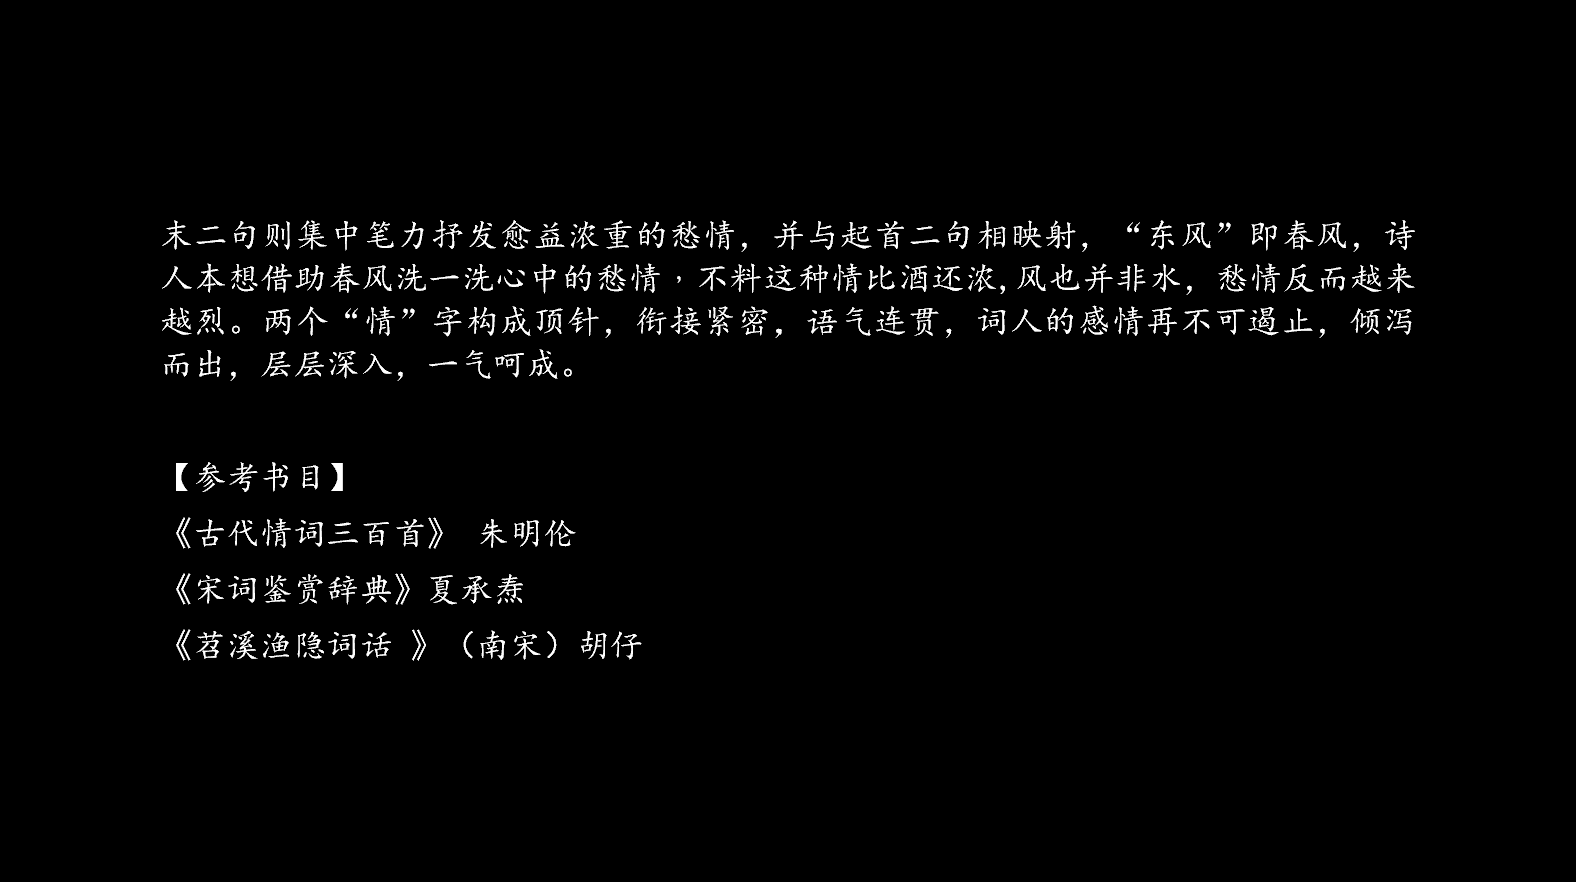 末二句则集中笔力抒发愈益浓重的愁情，并与起首二句相映射，“东风”即春风，诗
人本想借助春风洗一洗心中的愁情，不料这种情比酒还浓,风也并非水，愁情反而越来
越烈。两个“情”字构成顶针，衔接紧密，语气连贯，词人的感情再不可遏止，倾泻
而出，层层深入，一气呵成。
【参考书目】
《古代情词三百首》 朱明伦
《宋词鉴赏辞典》夏承焘
《苕溪渔隐词话 》（南宋）胡仔